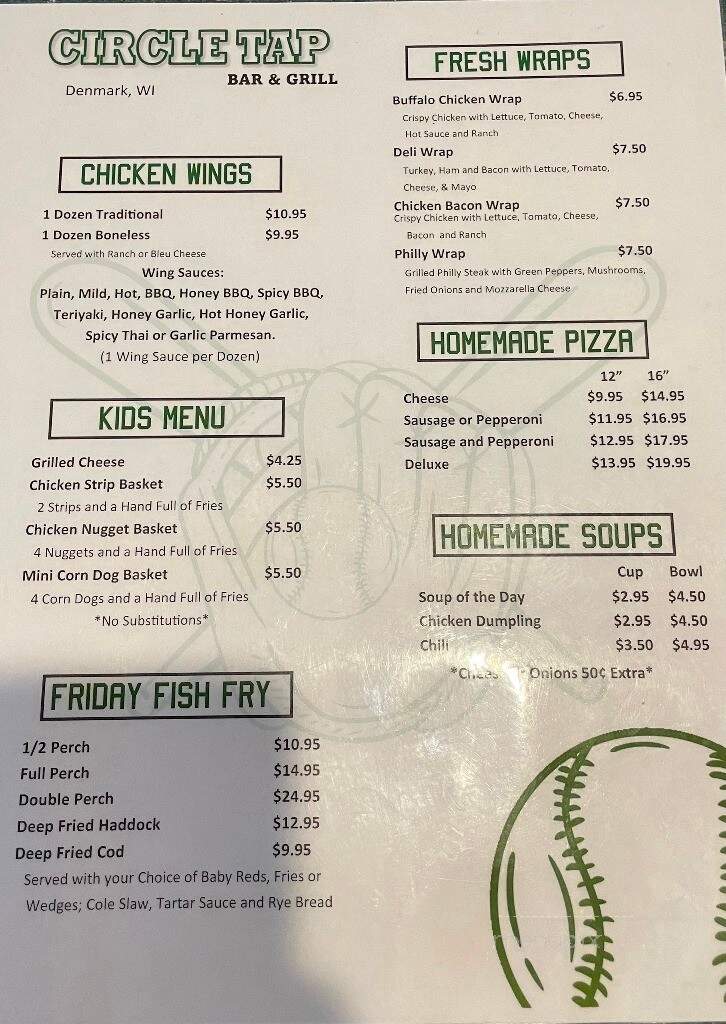 CIRCLE TAP
BAR & GRILL
Denmark, WI
CHICKEN WINGS
1 Dozen Traditional $10.95
1 Dozen Boneless $9.95
Served with Ranch or Bleu Cheese
Wing Sauces:
Plain, Mild, Hot, BBQ, Honey BBQ, Spicy BBQ,
Teriyaki, Honey Garlic, Hot Honey Garlic,
Spicy Thai or Garlic Parmesan.
(1 Wing Sauce per Dozen)
KIDS MENU
Grilled Cheese $4.25
Chicken Strip Basket $5.50
2 Strips and a Hand Full of Fries
Chicken Nugget Basket $5.50
4 Nuggets and a Hand Full of Fries
Mini Corn Dog Basket $5.50
4 Corn Dogs and a Hand Full of Fries
*No Substitutions*
FRIDAY FISH FRY
1/2 Perch $10.95
Full Perch $14.95
Double Perch $24.95
Deep Fried Haddock $12.95
Deep Fried Cod $9.95
Served with your Choice of Baby Reds, Fries or
Wedges; Cole Slaw, Tartar Sauce and Rye Bread
FRESH WRAPS
Buffalo Chicken Wrap $6.95
Crispy Chicken with Lettuce, Tomato, Cheese,
Hot Sauce and Ranch
Deli Wrap $7.50
Turkey, Ham and Bacon with Lettuce, Tomato,
Cheese, & Mayo
Chicken Bacon Wrap $7.50
Crispy Chicken with Lettuce, Tomato, Cheese,
Bacon and Ranch
Philly Wrap $7.50
Grilled Philly Steak with Green Peppers, Mushrooms,
Fried Onions and Mozzarella Cheese
HOMEMADE PIZZA
12” 16”
Cheese $9.95 $14.95
Sausage or Pepperoni $11.95 $16.95
Sausage and Pepperoni $12.95 $17.95
Deluxe $13.95 $19.95
HOMEMADE SOUPS
Cup Bowl
Soup of the Day $2.95 $4.50
Chicken Dumpling $2.95 $4.50
Chili $3.50 $4.95
Onions 50¢ Extra*